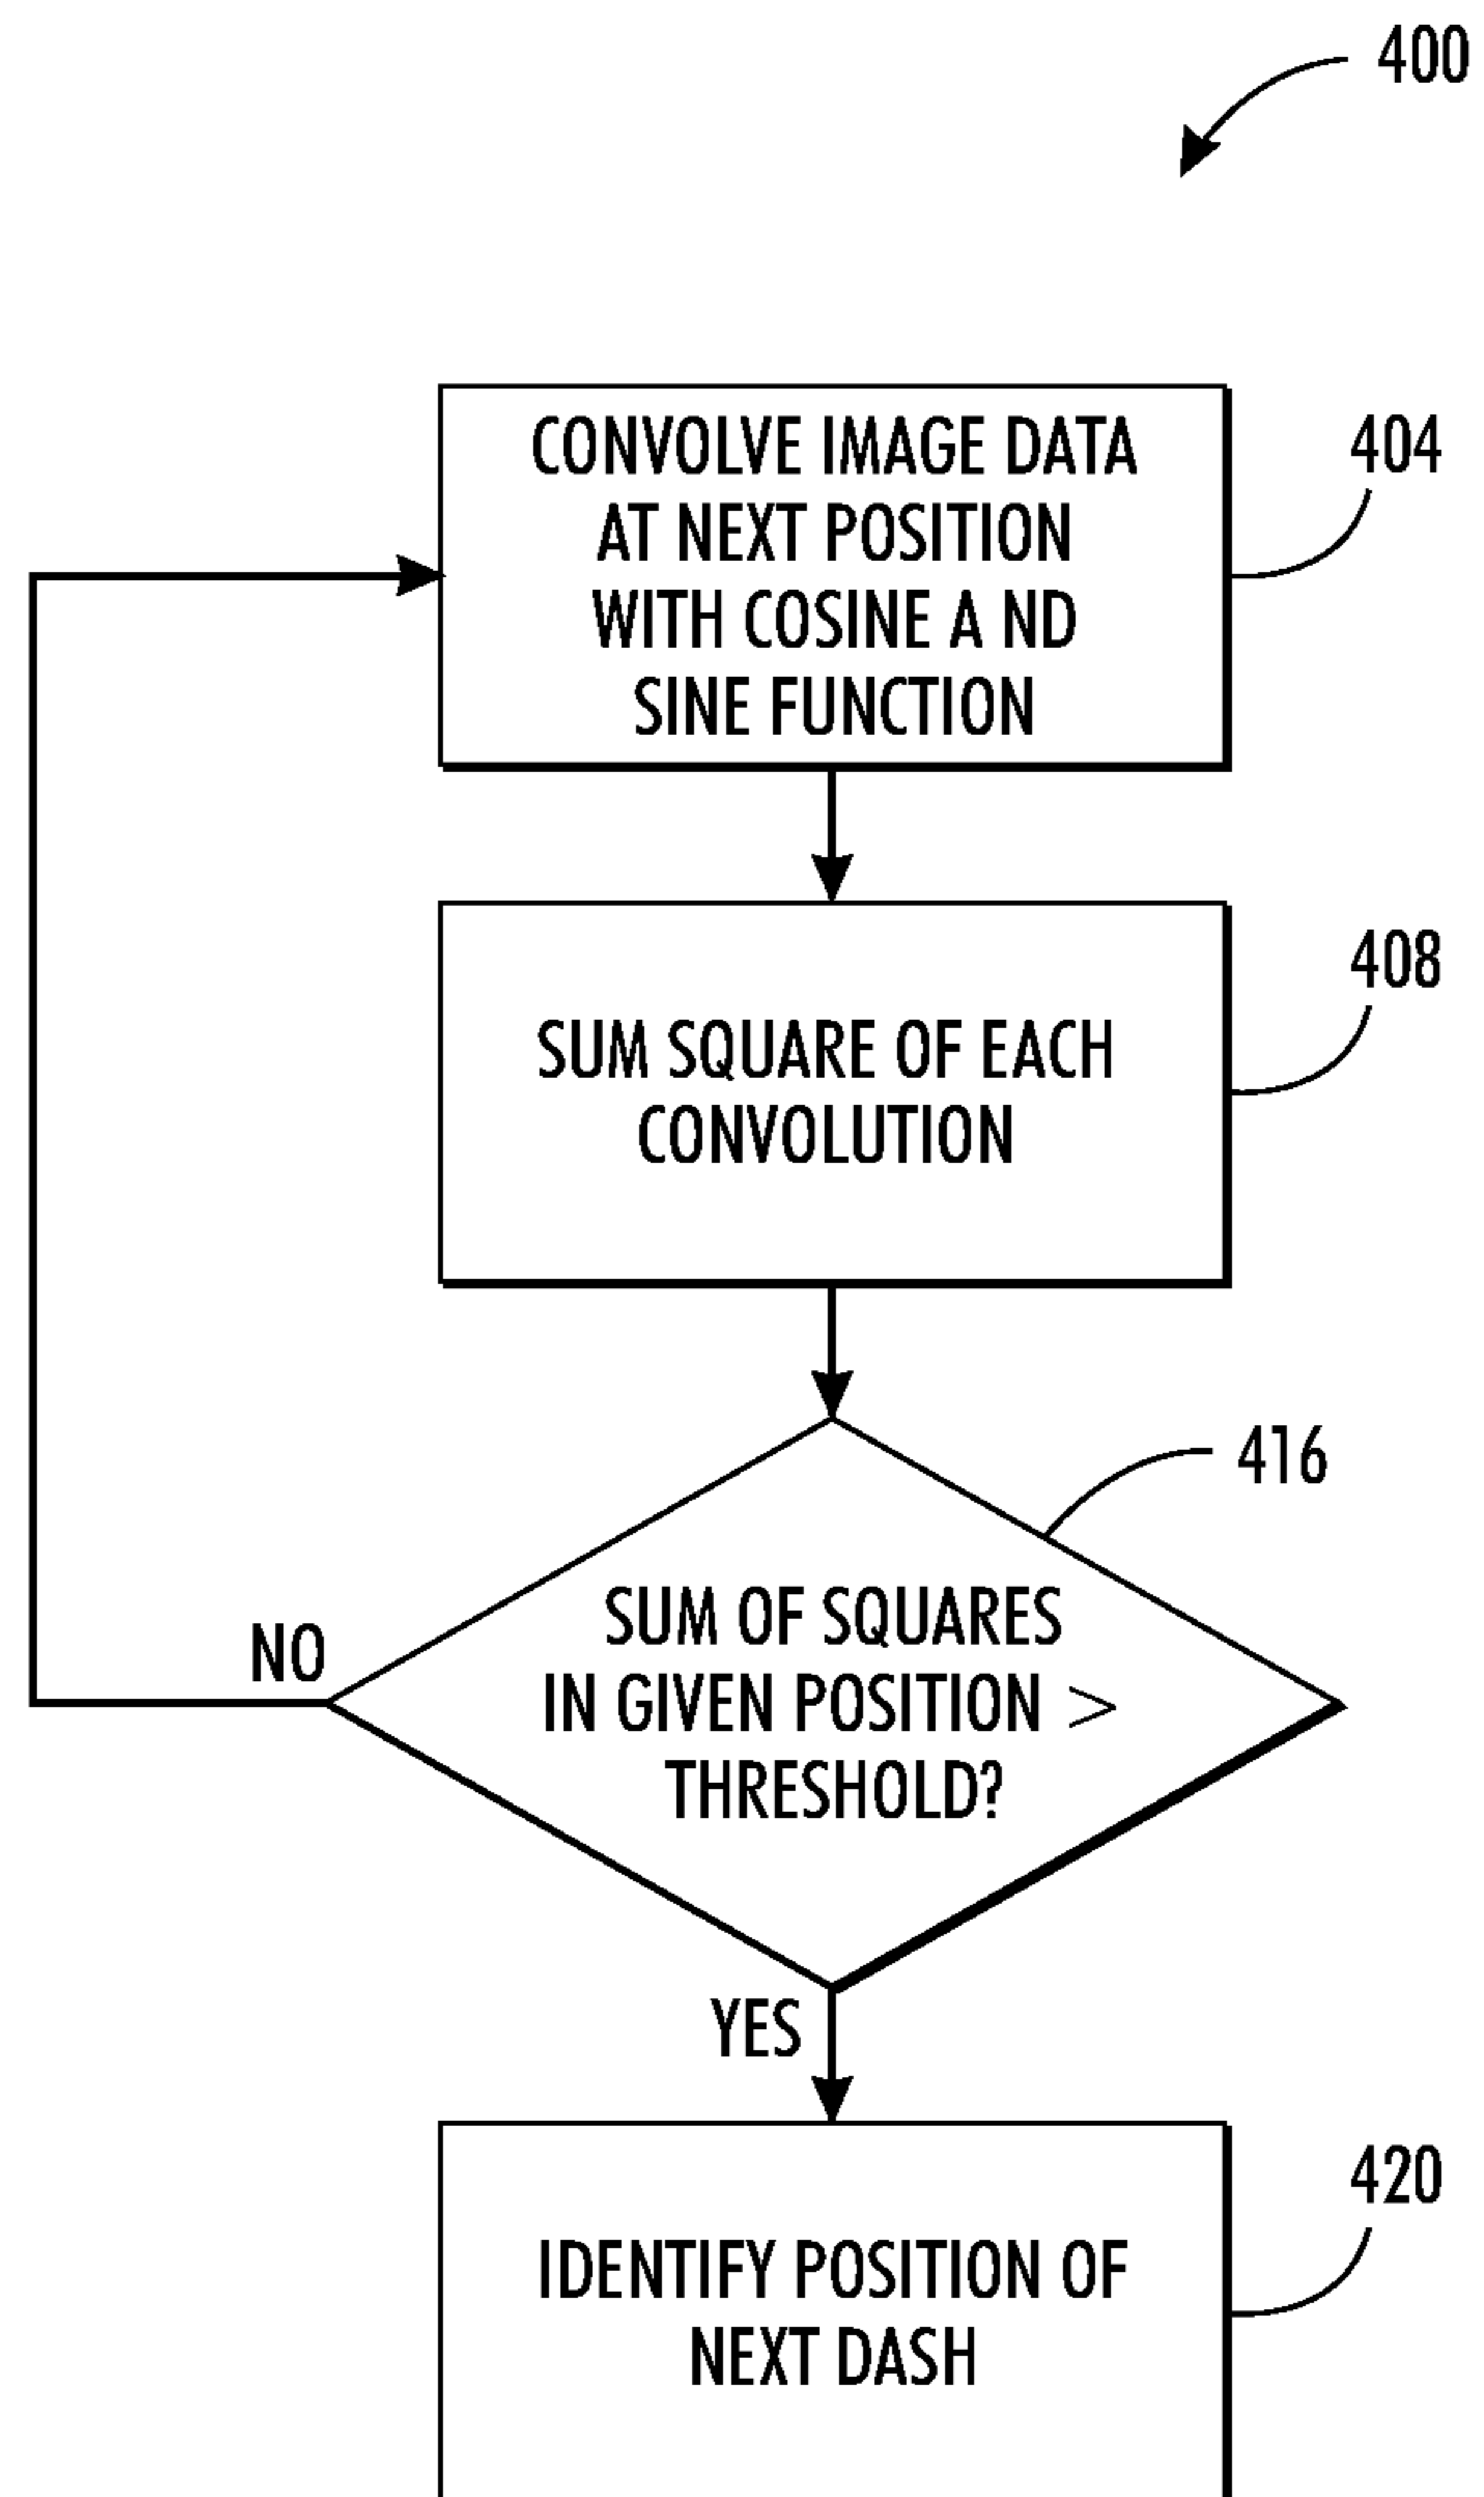 400
CONVOLVE IMAGE DATA
AT NEXT POSITION
WITH COSINE A ND
SINE FUNCTION
404
SUM SQUARE OF EACH
CONVOLUTION
408
416
SUM OF SQUARES
IN GIVEN POSITION >
THRESHOLD?
NO
YES
IDENTIFY POSITION OF
NEXT DASH
420